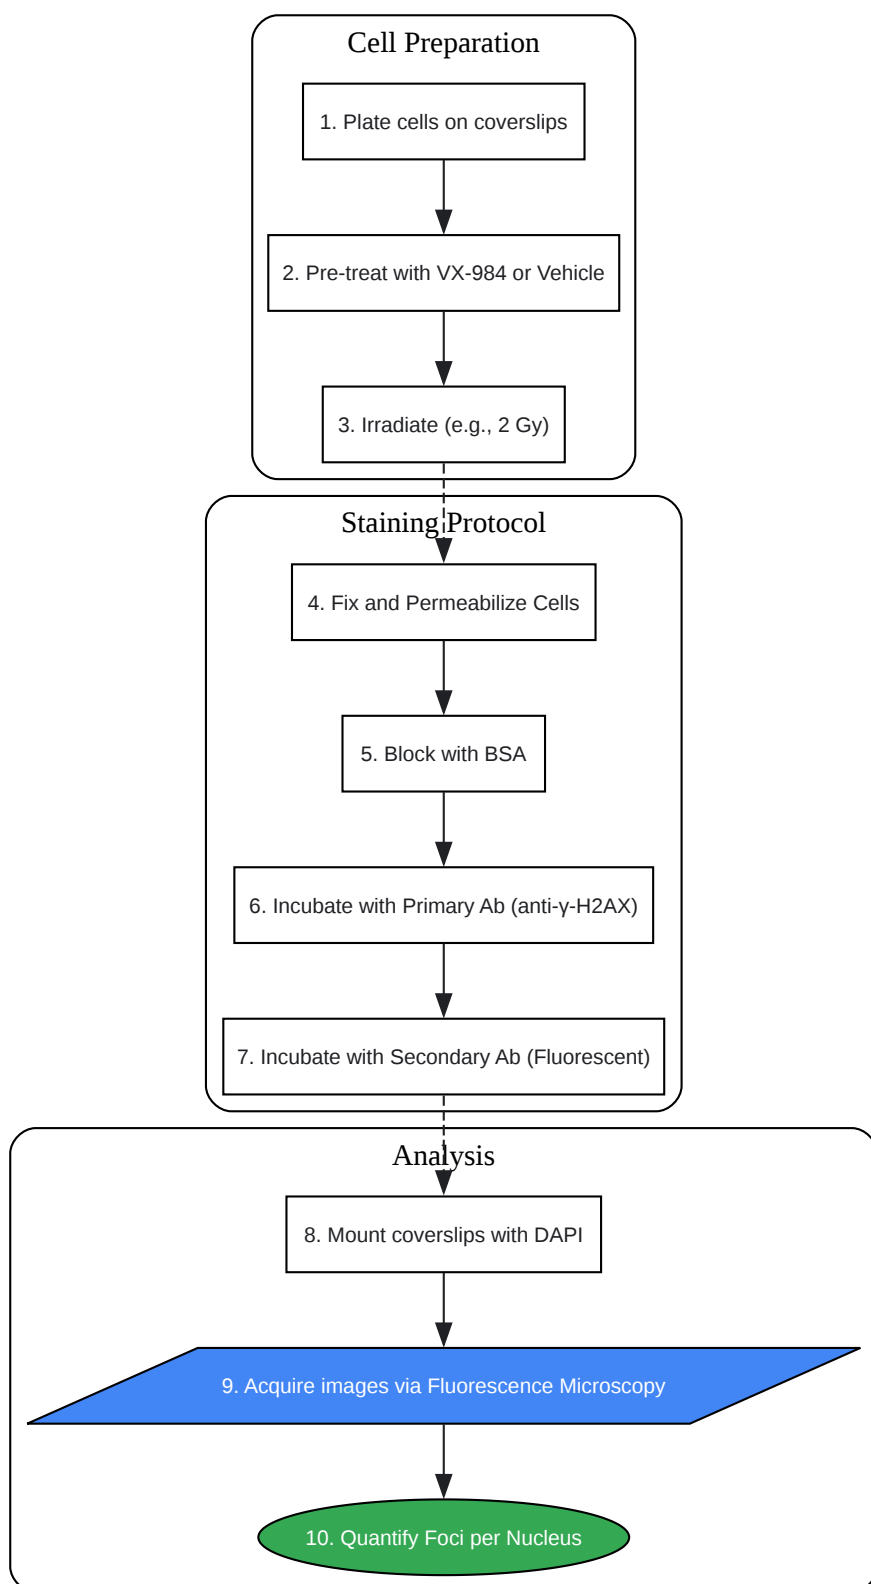 Cell Preparation
1. Plate cells on coverslips
2. Pre-treat with VX-984 or Vehicle
3. Irradiate (e.g., 2 Gy)
Staining Protocol
4. Fix and Permeabilize Cells
5. Block with BSA
6. Incubate with Primary Ab (anti-γ-H2AX)
7. Incubate with Secondary Ab (Fluorescent)
Analysis
8. Mount coverslips with DAPI
9. Acquire images via Fluorescence Microscopy
10. Quantify Foci per Nucleus